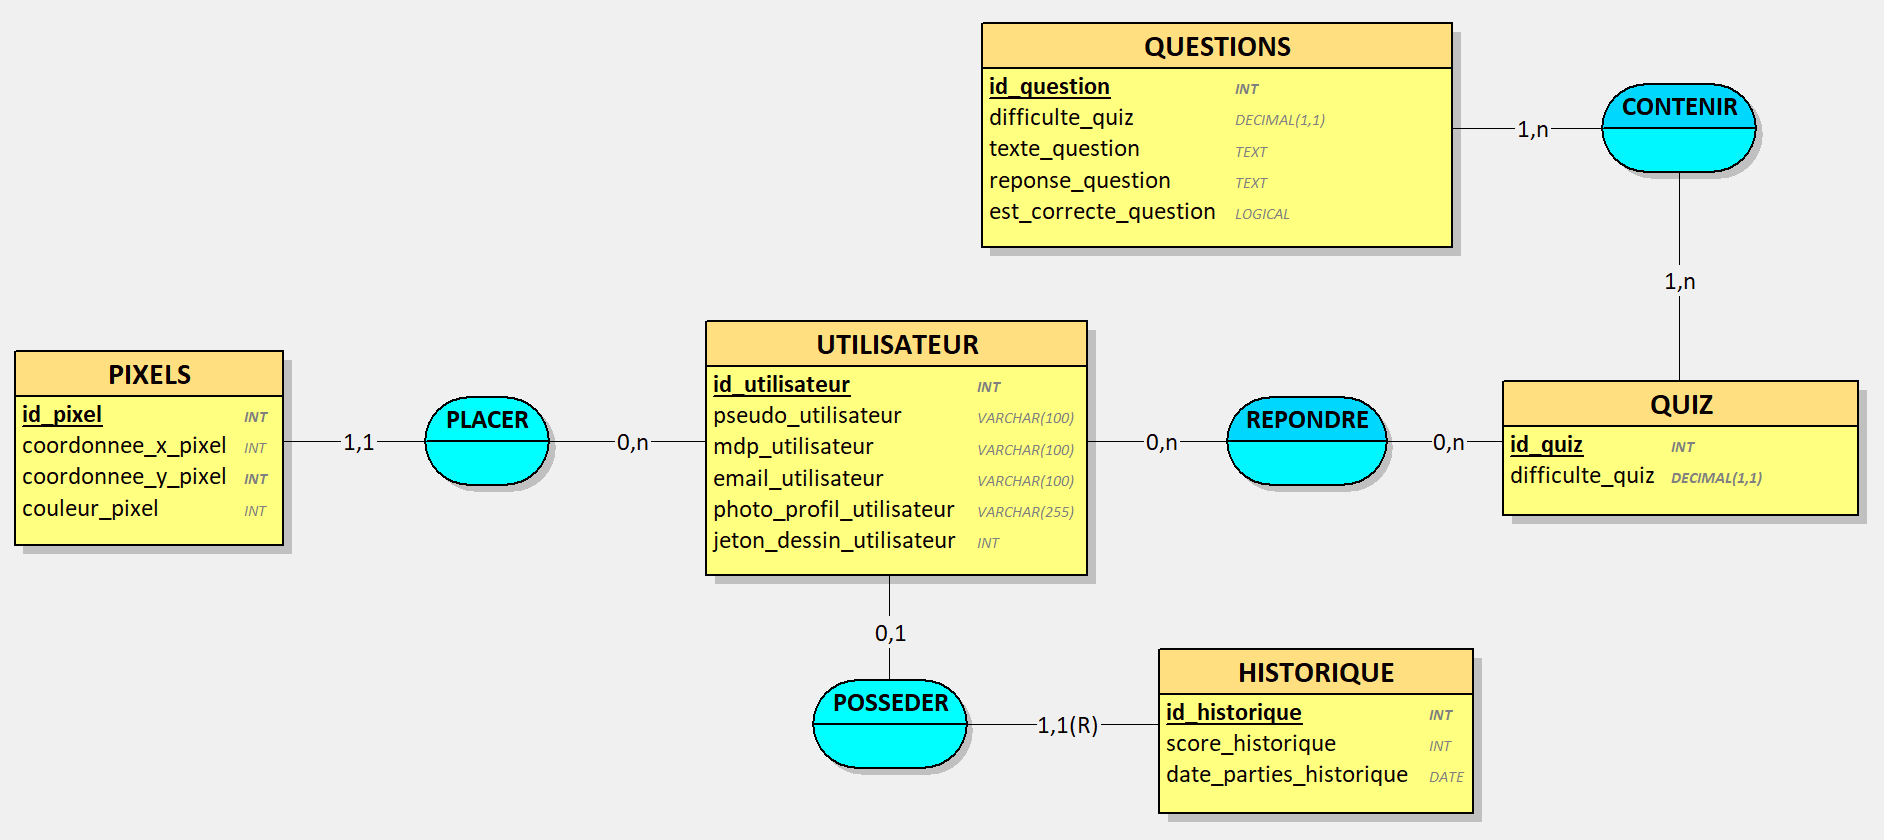 QUESTIONS
id_question INT
difficulte_quiz DECIMAL(1,1)
texte_question TEXT
reponse_question TEXT
est_correcte_question LOGICAL
1,n
CONTENIR
1,n
PIXELS
id_pixel INT
coordonnee_x_pixel INT
coordonnee_y_pixel INT
couleur_pixel INT
1,1
PLACER
0,n
UTILISATEUR
id_utilisateur INT
pseudo_utilisateur VARCHAR(100)
mdp_utilisateur VARCHAR(100)
email_utilisateur VARCHAR(100)
photo_profil_utilisateur VARCHAR(255)
jeton_dessin_utilisateur INT
0,n
REPONDRE
0,n
QUIZ
id_quiz INT
difficulte_quiz DECIMAL(1,1)
0,1
POSSEDER
1,1(R)
HISTORIQUE
id_historique INT
score_historique INT
date_parties_historique DATE